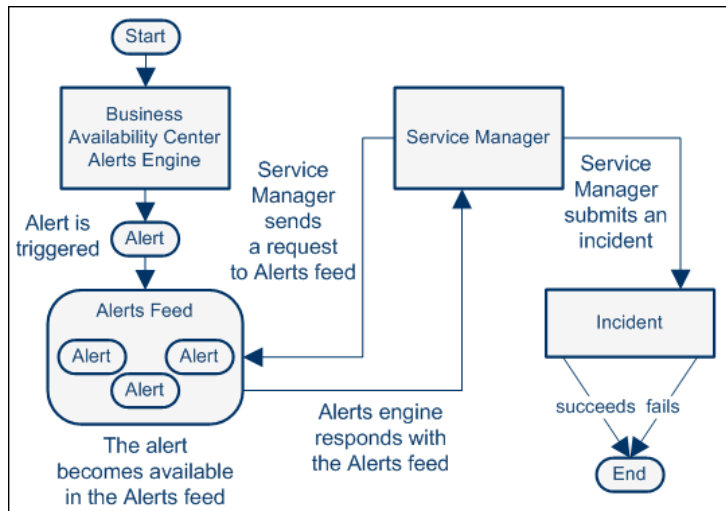 Start
Business
Availability Center
Alerts Engine
Alert is
triggered
Alert
Alerts Feed
Alert
Alert
Alert
The alert
becomes available
in the Alerts feed
Service
Manager
sends
a request
to Alerts feed
Service Manager
Alerts engine
responds with
the Alerts feed
Service
Manager
submits an
incident
Incident
succeeds
fails
End